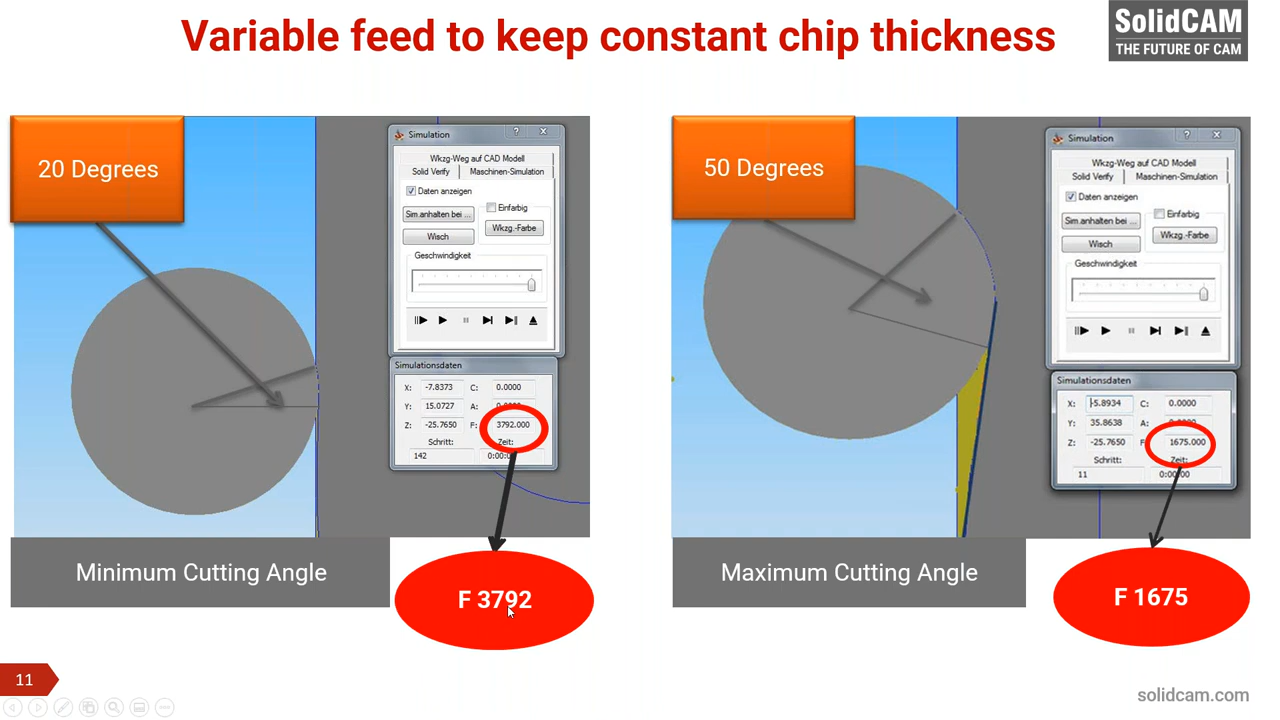 Variable feed to keep constant chip thickness
SolidCAM
THE FUTURE OF CAM
20 Degrees
Simulation
Wkzg-Weg auf CAD Modell
Solid Verify
Maschinen-Simulation
Daten anzeigen
Sim.anhalten bei ...
Einfarbig
Wisch
Wkzg.-Farbe
Geschwindigkeit
Simulationsdaten
X: -7.8373 C: 0.0000
Y: 15.0727 A:
Z: -25.7650 F: 3792.000
Schritt: Zeit:
142
Minimum Cutting Angle
F 3792
50 Degrees
Simulation
Wkzg-Weg auf CAD Modell
Solid Verify
Maschinen-Simulation
Daten anzeigen
Sim.anhalten bei ...
Einfarbig
Wisch
Wkzg.-Farbe
Geschwindigkeit
Simulationsdaten
X: -5.8934 C: 0.0000
Y: 35.8638 A:
Z: -25.7650 F 1675.000
Schritt: Zeit:
11
Maximum Cutting Angle
F 1675
11
solidcam.com